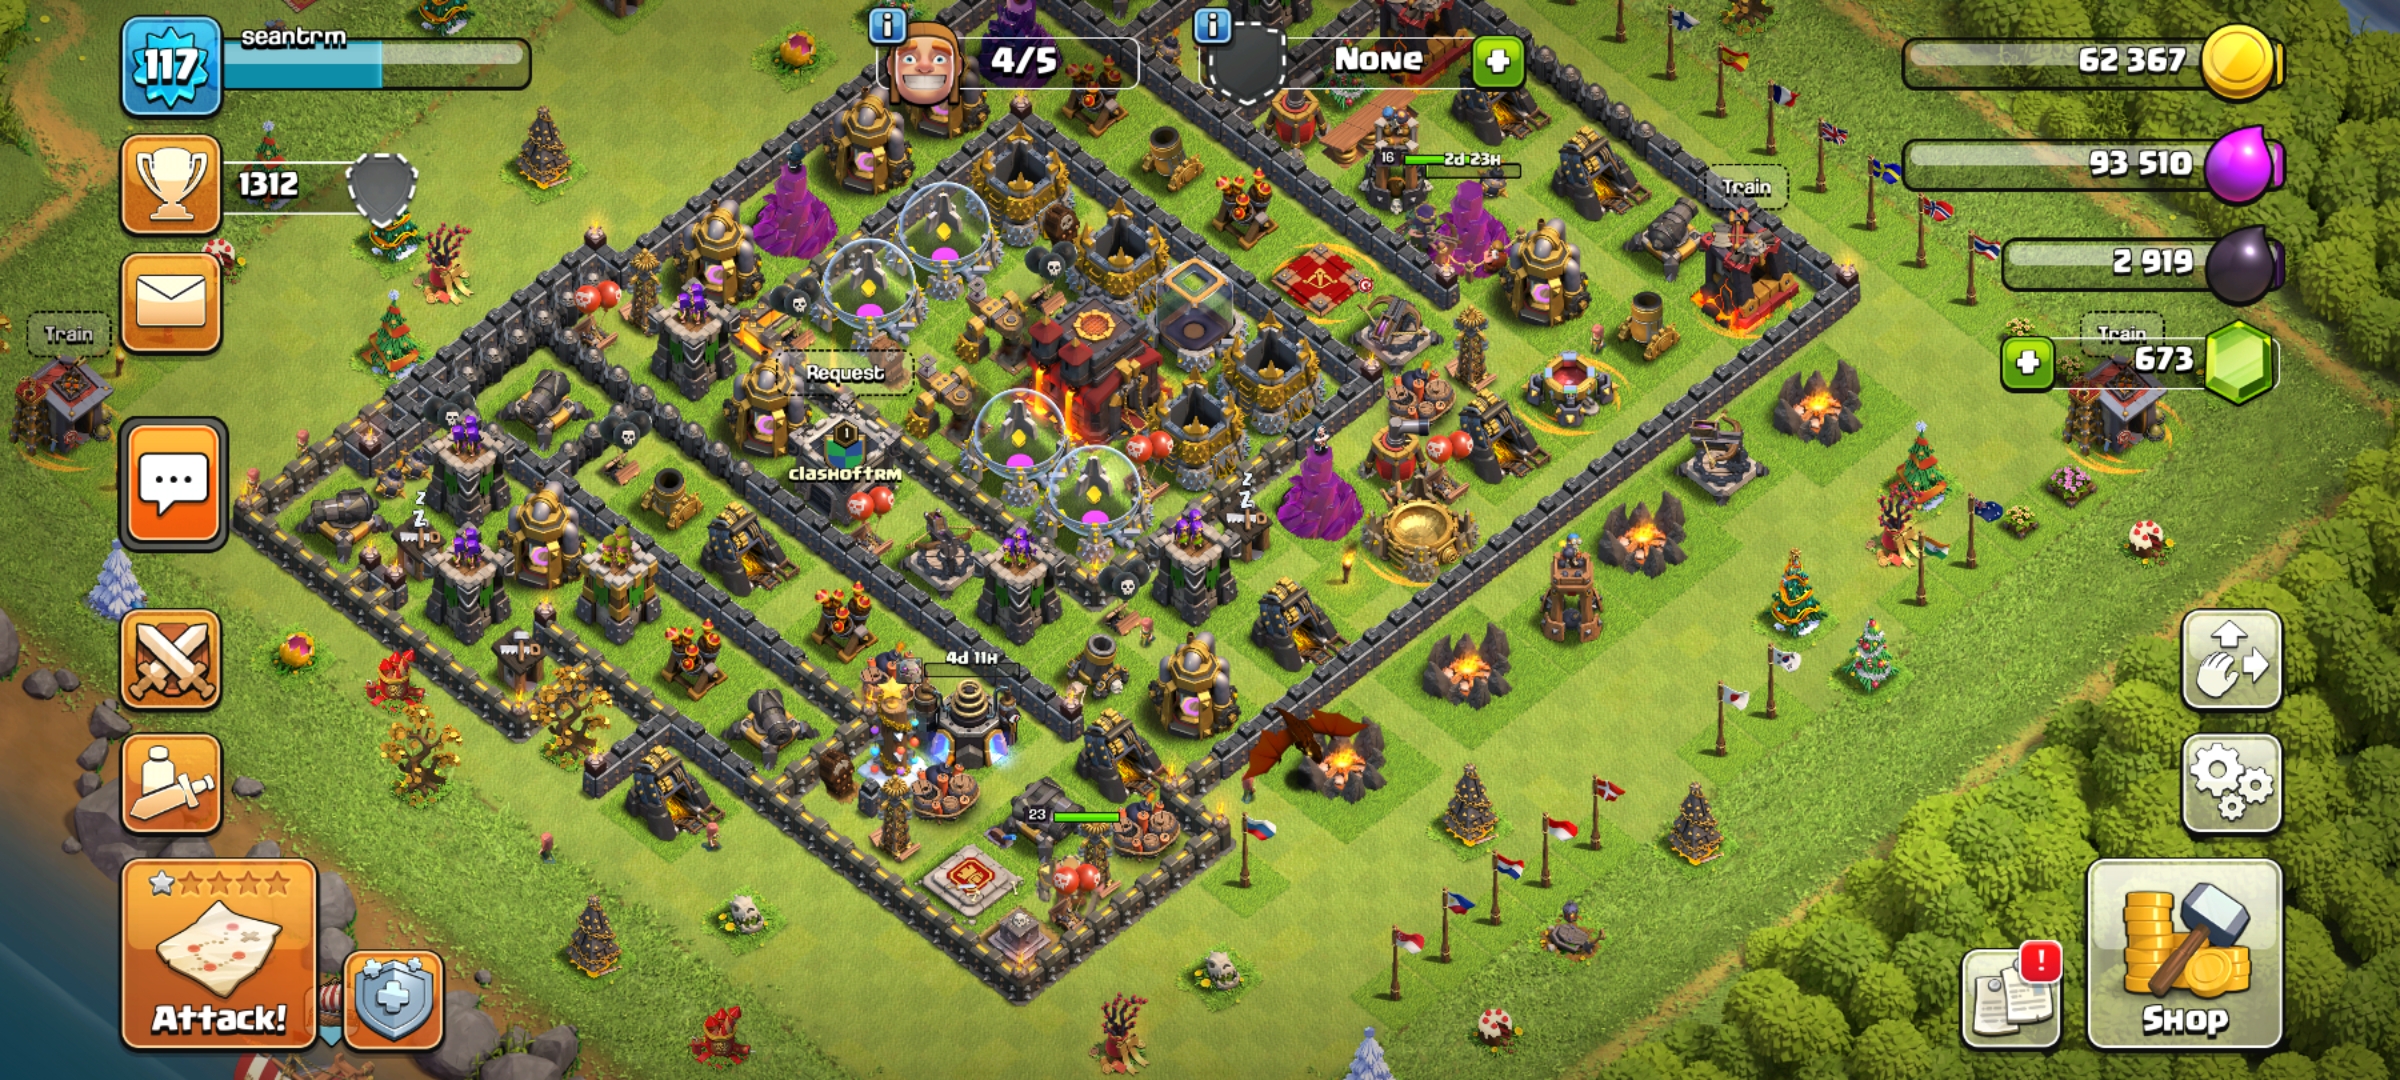 117
seantrm
4/5
None
62 367
1312
16
2d 23H
Train
93 510
2 919
Train
Train
673
Request
1
clashoftrm
z
z
z
z
4d 11H
23
Attack!
!
Shop